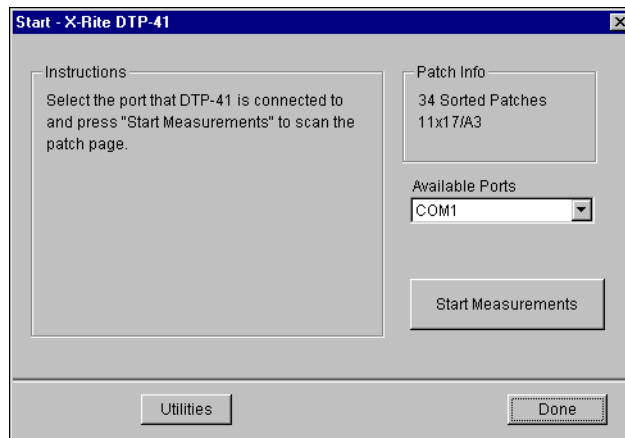 Start - X-Rite DTP-41
Instructions
Select the port that DTP-41 is connected to
and press "Start Measurements" to scan the
patch page.
Patch Info
34 Sorted Patches
11x17/A3
Available Ports
COM1
Start Measurements
Utilities
Done